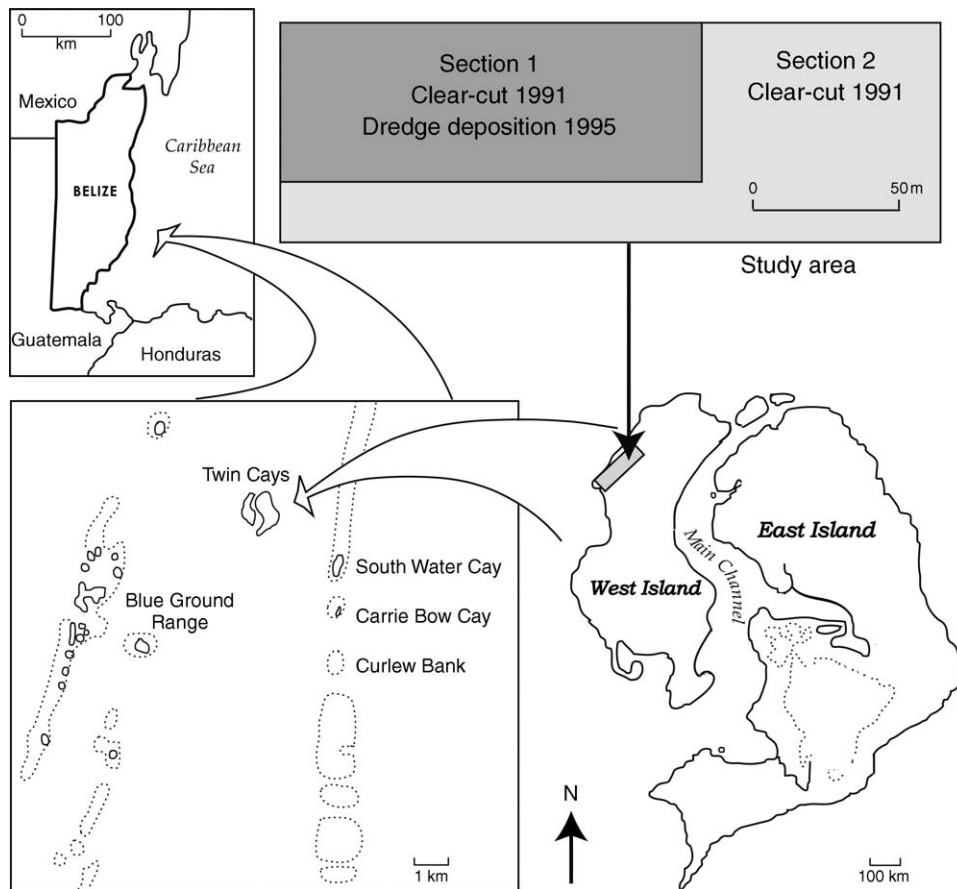 0 100
km
Mexico
Caribbean
Sea
BELIZE
Guatemala
Honduras
Section 1
Clear-cut 1991
Dredge deposition 1995
Section 2
Clear-cut 1991
0 50 m
Study area
Twin Cays
South Water Cay
Carrie Bow Cay
Curlew Bank
Blue Ground
Range
1 km
West Island
Main Channel
East Island
N
100 km